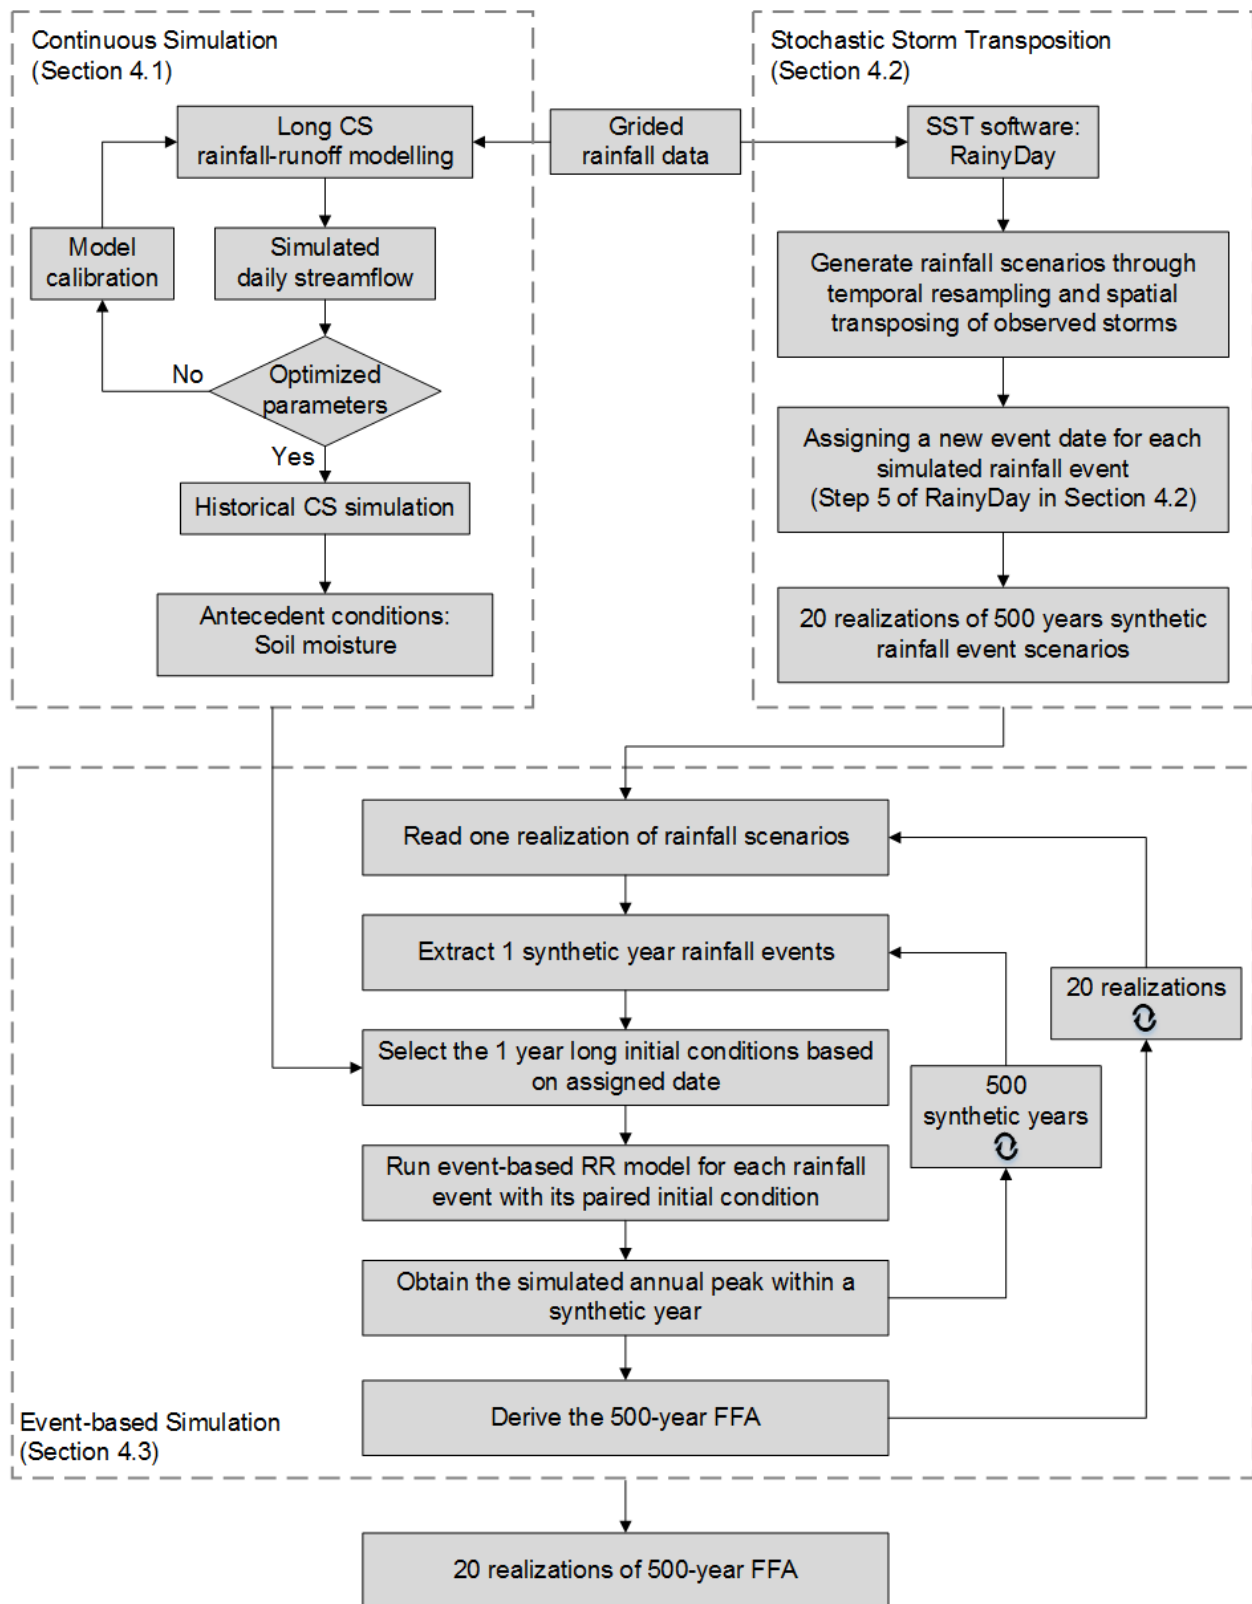 Continuous Simulation
(Section 4.1)
Long CS
rainfall-runoff modelling
Model
calibration
Simulated
daily streamflow
No
Optimized
parameters
Yes
Historical CS simulation
Antecedent conditions:
Soil moisture
Grided
rainfall data
Stochastic Storm Transposition
(Section 4.2)
SST software:
RainyDay
Generate rainfall scenarios through
temporal resampling and spatial
transposing of observed storms
Assigning a new event date for each
simulated rainfall event
(Step 5 of RainyDay in Section 4.2)
20 realizations of 500 years synthetic
rainfall event scenarios
Read one realization of rainfall scenarios
Extract 1 synthetic year rainfall events
Select the 1 year long initial conditions based
on assigned date
Run event-based RR model for each rainfall
event with its paired initial condition
Obtain the simulated annual peak within a
synthetic year
Derive the 500-year FFA
500
synthetic years
20 realizations
Event-based Simulation
(Section 4.3)
20 realizations of 500-year FFA